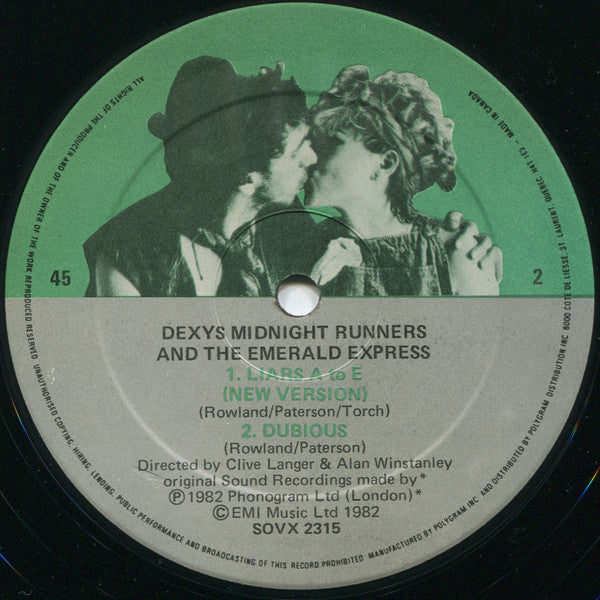 45
2
DEXYS MIDNIGHT RUNNERS
AND THE EMERALD EXPRESS
1. LIARS A to E
(NEW VERSION)
(Rowland/Paterson/Torch)
2. DUBIOUS
(Rowland/Paterson)
Directed by Clive Langer & Alan Winstanley
original Sound Recordings made by*
Ⓟ1982 Phonogram Ltd (London)*
©EMI Music Ltd 1982
SOVX 2315
ALL RIGHTS OF THE PRODUCER AND OF THE OWNER OF THE WORK REPRODUCED RESERVED. UNAUTHORISED COPYING, HIRING, LENDING, PUBLIC PERFORMANCE AND BROADCASTING OF THIS RECORD PROHIBITED. MANUFACTURED BY POLYGRAM INC AND DISTRIBUTED BY POLYGRAM DISTRIBUTION INC 6000 COTE DE LIESSE, ST LAURENT, QUEBEC H4T 1E3 - MADE IN CANADA